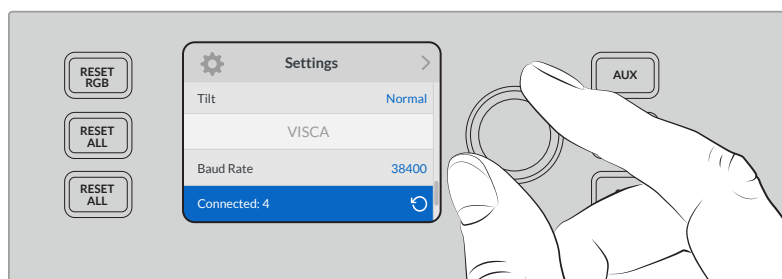 RESET
RGB
RESET
ALL
RESET
ALL
Settings
Tilt Normal
VISCA
Baud Rate 38400
Connected: 4
AUX